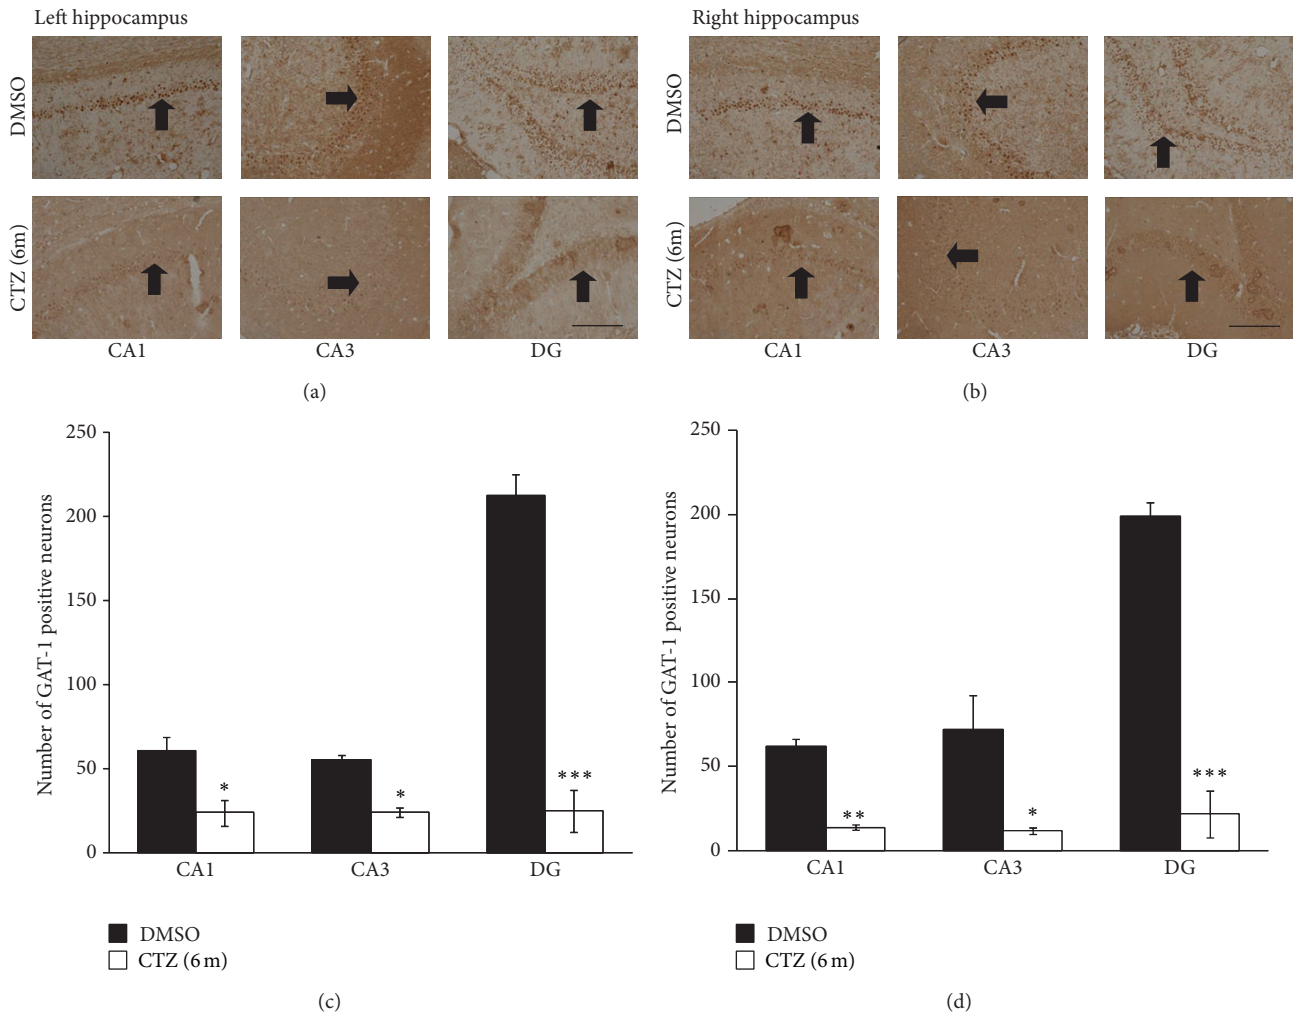 Left hippocampus
Right hippocampus
DMSO
CTZ (6m)
CA1
CA3
DG
(a)
DMSO
CTZ (6m)
CA1
CA3
DG
(b)
Number of GAT-1 positive neurons
250
200
150
100
50
0
*
*
***
CA1
CA3
DG
DMSO
CTZ (6 m)
(c)
Number of GAT-1 positive neurons
250
200
150
100
50
0
**
*
***
CA1
CA3
DG
DMSO
CTZ (6 m)
(d)